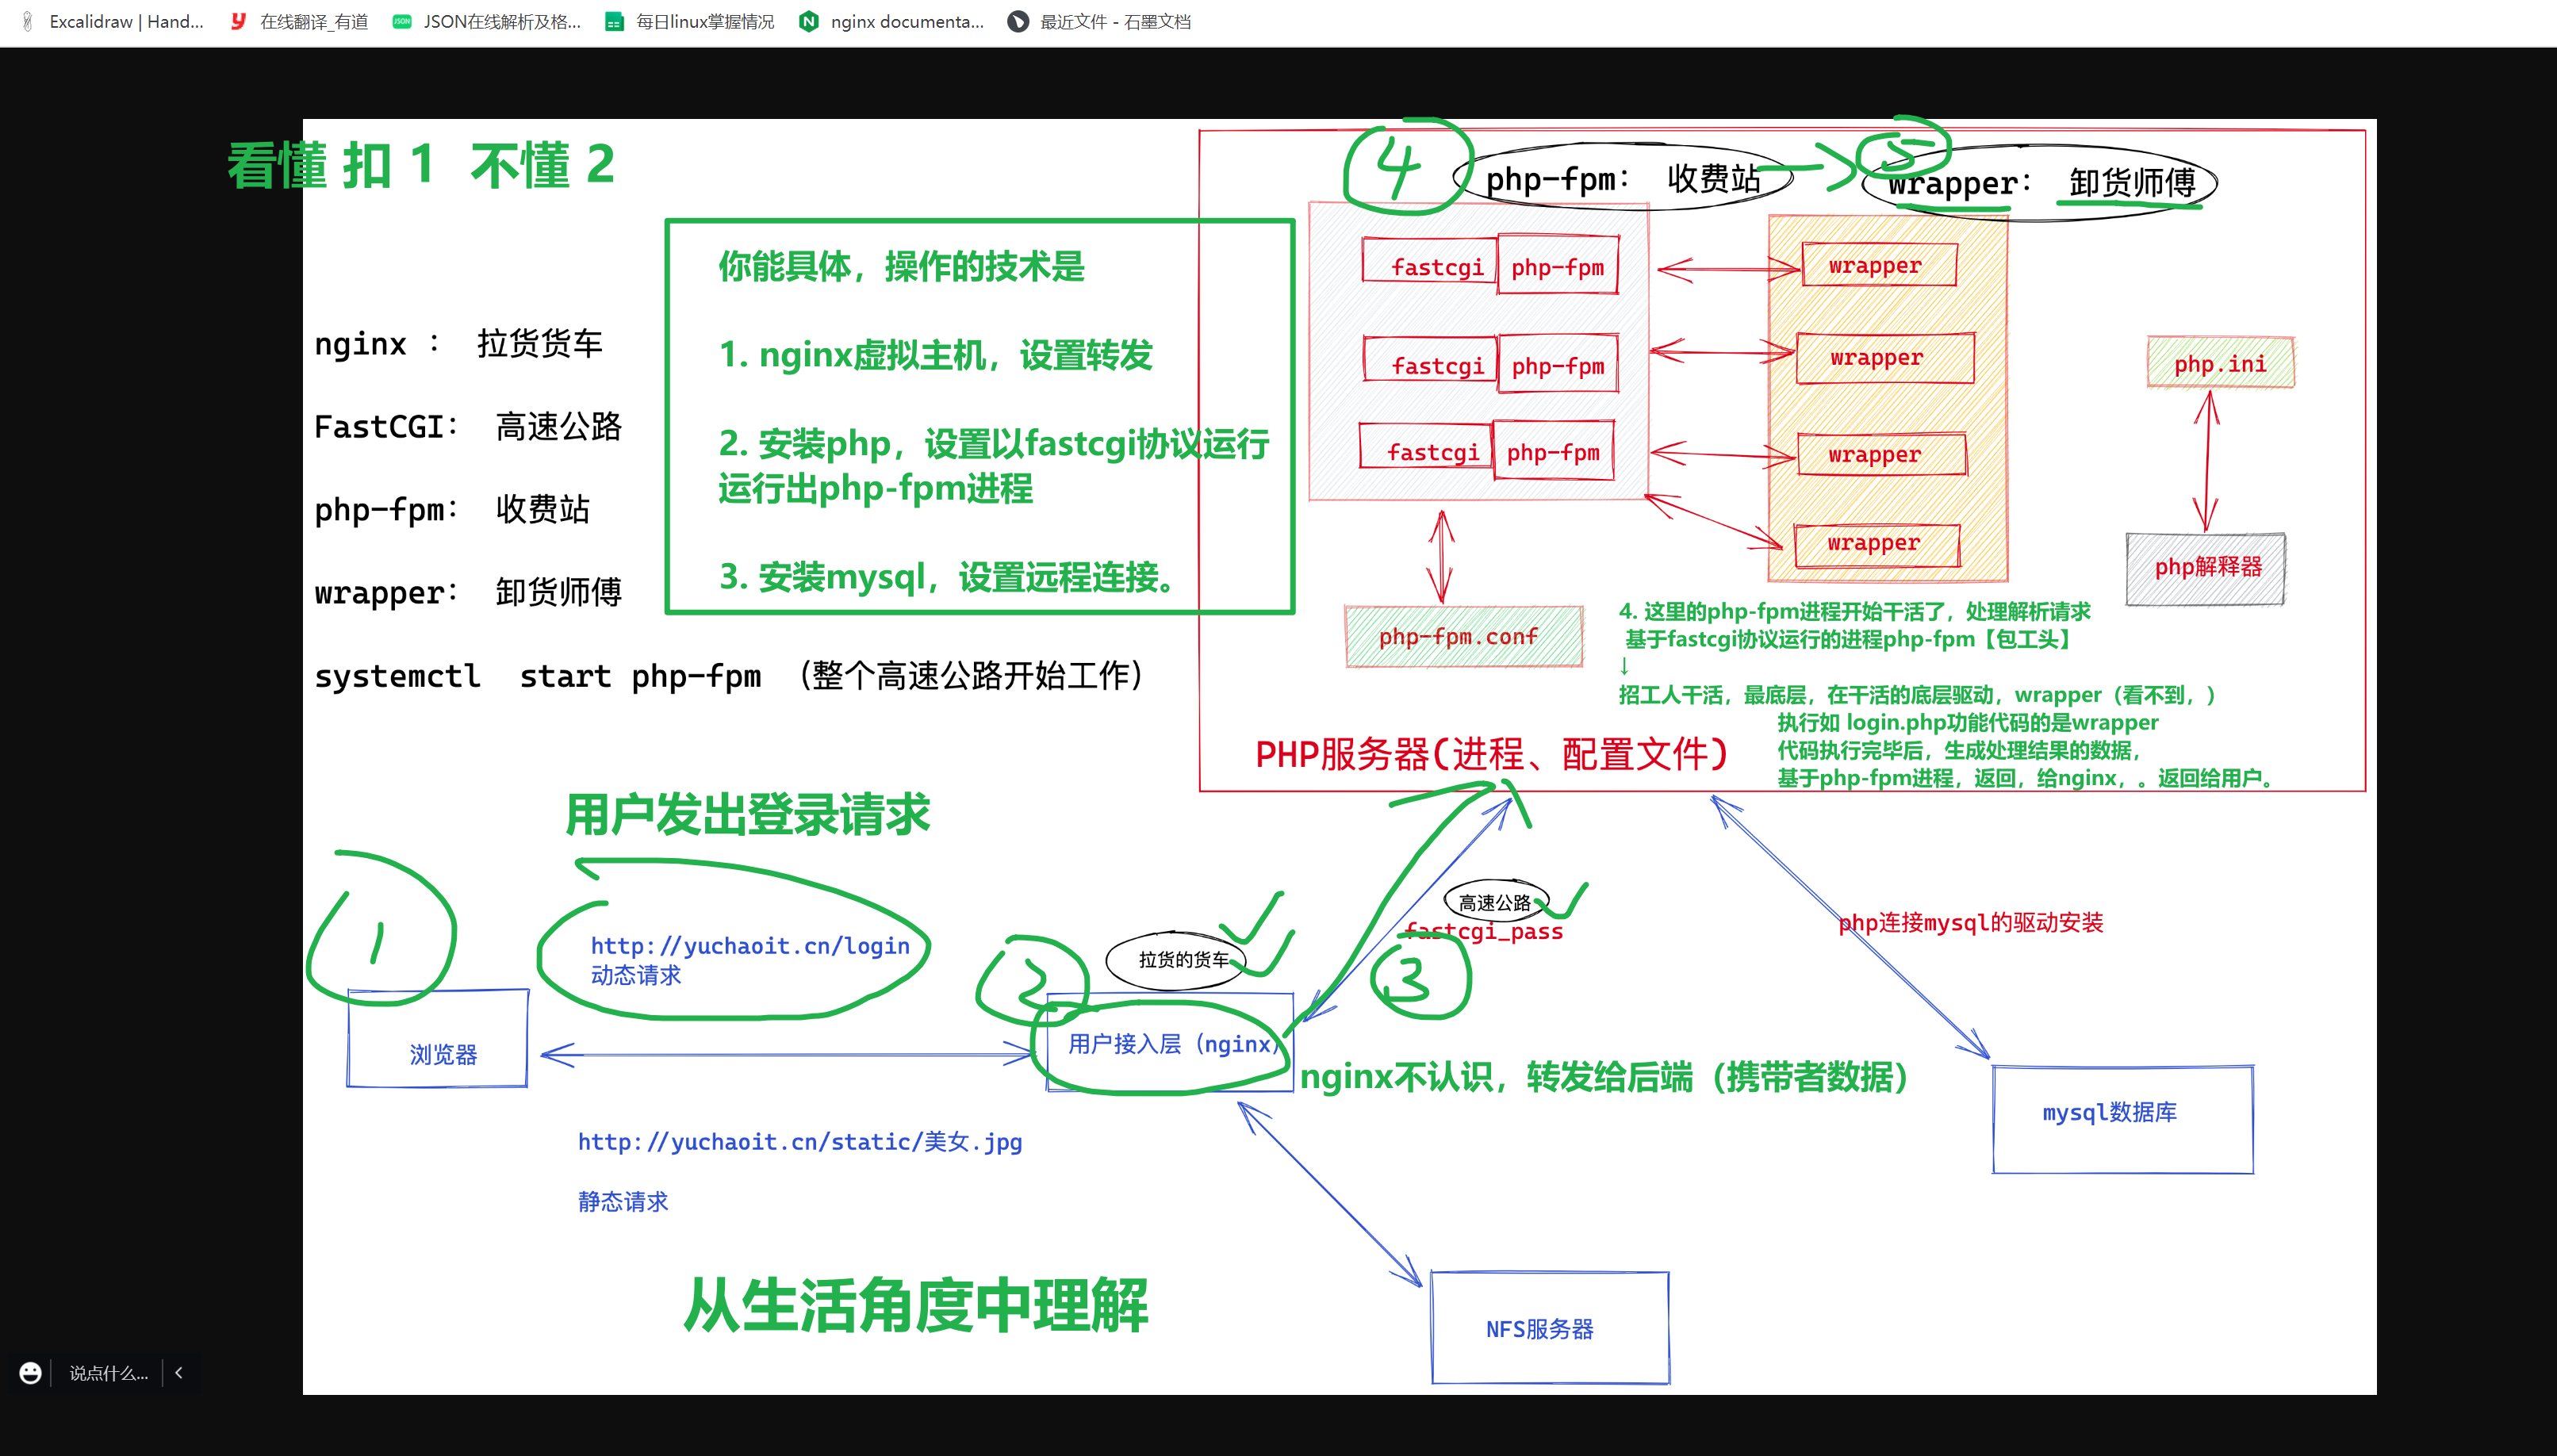 Excalidraw | Hand...
在线翻译_有道
JSON在线解析及格...
每日linux掌握情况
nginx documenta...
最近文件 - 石墨文档
看懂 扣 1 不懂 2
nginx ： 拉货货车
FastCGI： 高速公路
php-fpm： 收费站
wrapper： 卸货师傅
systemctl start php-fpm （整个高速公路开始工作）
你能具体，操作的技术是
1. nginx虚拟主机，设置转发
2. 安装php，设置以fastcgi协议运行
运行出php-fpm进程
3. 安装mysql，设置远程连接。
4
php-fpm： 收费站
5
wrapper： 卸货师傅
fastcgi php-fpm
fastcgi php-fpm
fastcgi php-fpm
wrapper
wrapper
wrapper
wrapper
php.ini
php解释器
php-fpm.conf
4. 这里的php-fpm进程开始干活了，处理解析请求
基于fastcgi协议运行的进程php-fpm【包工头】
↓
招工人干活，最底层，在干活的底层驱动，wrapper（看不到，）
执行如 login.php功能代码的是wrapper
代码执行完毕后，生成处理结果的数据，
基于php-fpm进程，返回，给nginx，。返回给用户。
PHP服务器(进程、配置文件)
用户发出登录请求
1
http://yuchaoit.cn/login
动态请求
浏览器
2
拉货的货车
用户接入层（nginx）
高速公路
fastcgi_pass
3
php连接mysql的驱动安装
nginx不认识，转发给后端（携带者数据）
mysql数据库
http://yuchaoit.cn/static/美女.jpg
静态请求
从生活角度中理解
NFS服务器
说点什么...